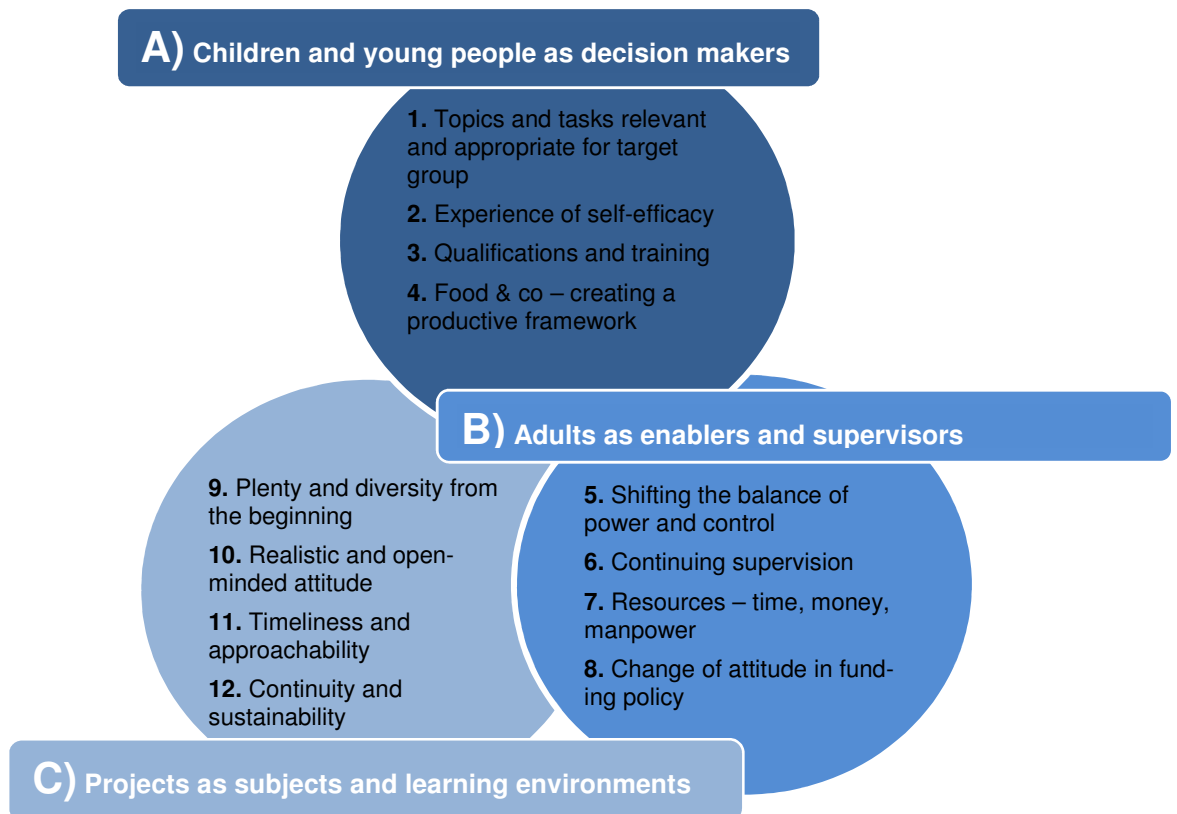 A) Children and young people as decision makers
1. Topics and tasks relevant
and appropriate for target
group
2. Experience of self-efficacy
3. Qualifications and training
4. Food & co – creating a
productive framework
B) Adults as enablers and supervisors
5. Shifting the balance of
power and control
6. Continuing supervision
7. Resources – time, money,
manpower
8. Change of attitude in fund-
ing policy
9. Plenty and diversity from
the beginning
10. Realistic and open-
minded attitude
11. Timeliness and
approachability
12. Continuity and
sustainability
C) Projects as subjects and learning environments